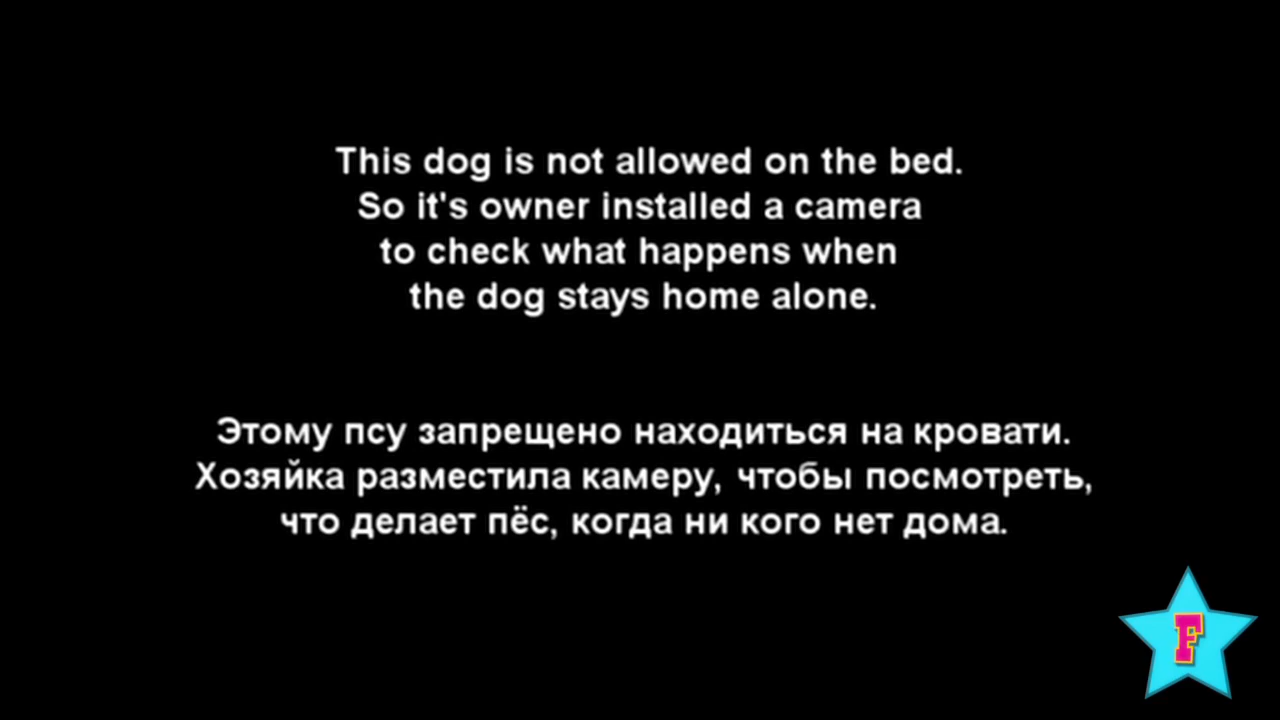 This dog is not allowed on the bed.
So it's owner installed a camera
to check what happens when
the dog stays home alone.
Этому псу запрещено находиться на кровати.
Хозяйка разместила камеру, чтобы посмотреть,
что делает пёс, когда ни кого нет дома.
F